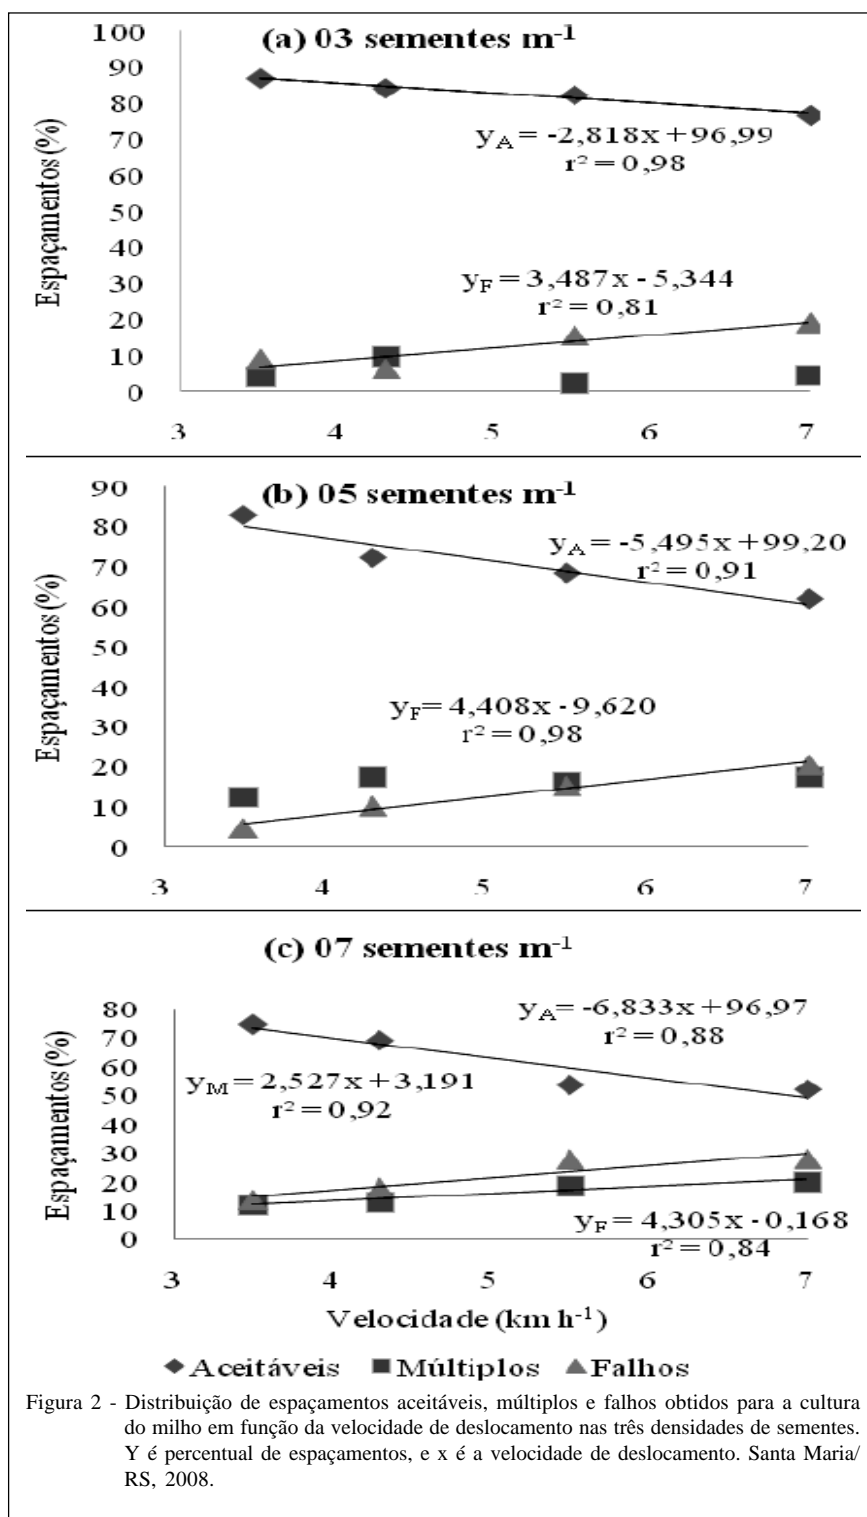 (a) 03 sementes m-1
100
90
80
70
60
50
40
30
20
10
0
Espaçamentos (%)
yA = -2,818x + 96,99
r² = 0,98
yF = 3,487x - 5,344
r² = 0,81
3 4 5 6 7
(b) 05 sementes m-1
90
80
70
60
50
40
30
20
10
0
Espaçamentos (%)
yA = -5,495x + 99,20
r² = 0,91
yF = 4,408x - 9,620
r² = 0,98
3 4 5 6 7
(c) 07 sementes m-1
80
70
60
50
40
30
20
10
0
Espaçamentos (%)
yA = -6,833x + 96,97
r² = 0,88
yM = 2,527x + 3,191
r² = 0,92
yF = 4,305x - 0,168
r² = 0,84
3 4 5 6 7
Velocidade (km h-1)
Aceitáveis Múltiplos Falhos
Figura 2 - Distribuição de espaçamentos aceitáveis, múltiplos e falhos obtidos para a cultura
do milho em função da velocidade de deslocamento nas três densidades de sementes.
Y é percentual de espaçamentos, e x é a velocidade de deslocamento. Santa Maria/
RS, 2008.